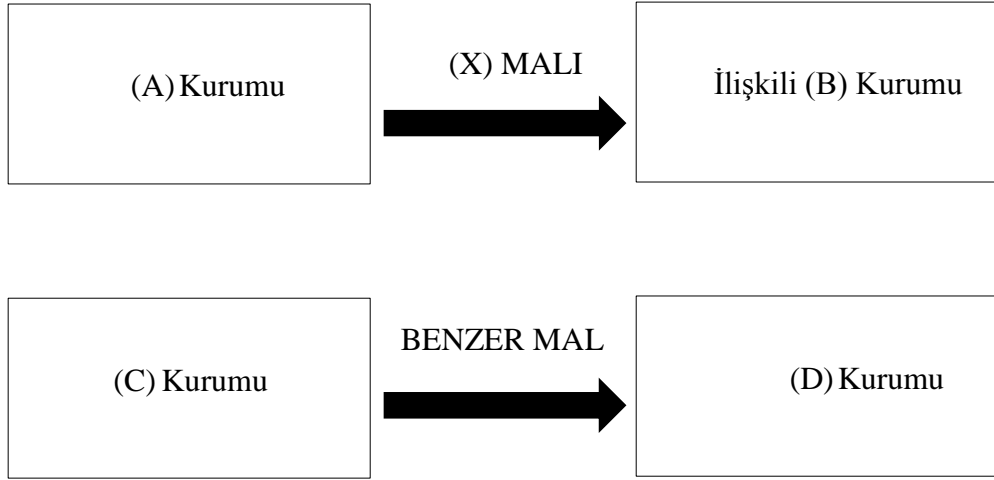 (A) Kurumu
(X) MALI
İlişkili (B) Kurumu
(C) Kurumu
BENZER MAL
(D) Kurumu